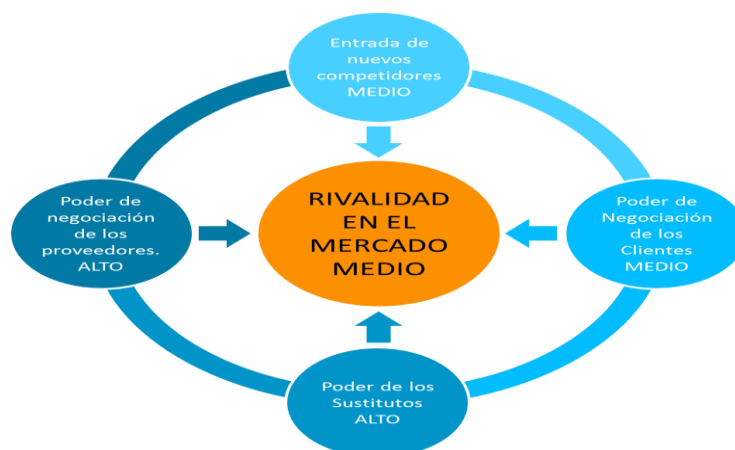 Entrada de
nuevos
competidores
MEDIO
Poder de
negociación
de los
proveedores.
ALTO
RIVALIDAD
EN EL
MERCADO
MEDIO
Poder de
Negociación
de los
Clientes
MEDIO
Poder de los
Sustitutos
ALTO